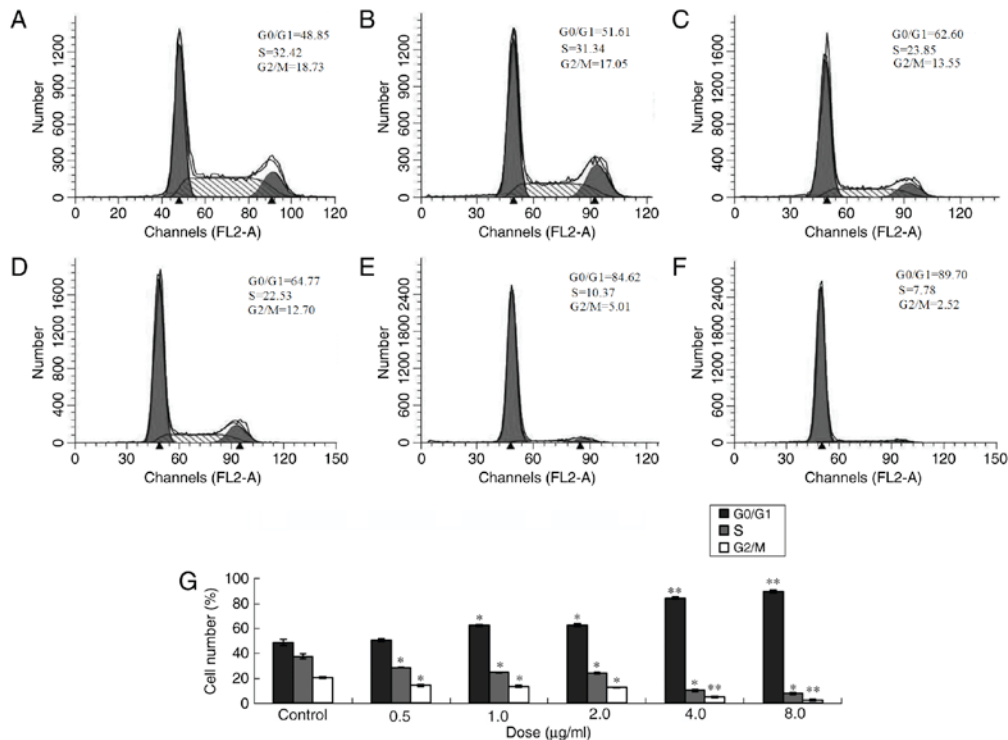 A
G0/G1=48.85
S=32.42
G2/M=18.73
1200
900
600
300
0
Number
0 20 40 60 80 100 120
Channels (FL2-A)
B
G0/G1=51.61
S=31.34
G2/M=17.05
1200
900
600
300
0
Number
0 30 60 90 120
Channels (FL2-A)
C
G0/G1=62.60
S=23.85
G2/M=13.55
1600
1200
800
400
0
Number
0 30 60 90 120
Channels (FL2-A)
D
G0/G1=64.77
S=22.53
G2/M=12.70
1600
1200
800
400
0
Number
0 30 60 90 120 150
Channels (FL2-A)
E
G0/G1=84.62
S=10.37
G2/M=5.01
2400
1800
1200
600
0
Number
0 30 60 90 120
Channels (FL2-A)
F
G0/G1=89.70
S=7.78
G2/M=2.52
2400
1800
1200
600
0
Number
0 30 60 90 120 150
Channels (FL2-A)
G0/G1
S
G2/M
G
100
80
60
40
20
0
Cell number (%)
* * ** **
* * * * * * * ** * **
Control 0.5 1.0 2.0 4.0 8.0
Dose (μg/ml)